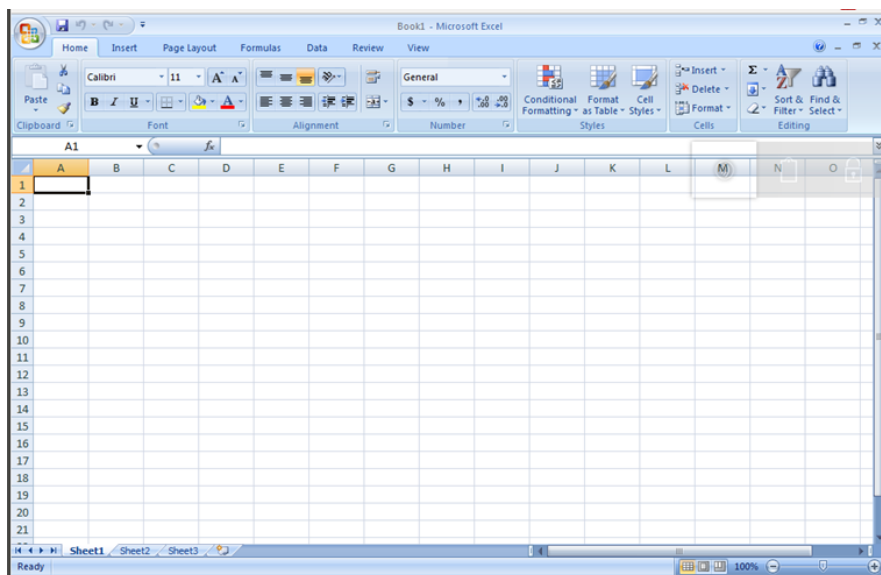 Book1 - Microsoft Excel
Home Insert Page Layout Formulas Data Review View
Calibri 11 A A General Insert Σ
Paste B I U A $ % , .00 Conditional Formatting Format as Table Cell Styles Delete Format Sort & Filter Find & Select
Clipboard Font Alignment Number Styles Cells Editing
A1 fx
A B C D E F G H I J K L M N O
1
2
3
4
5
6
7
8
9
10
11
12
13
14
15
16
17
18
19
20
21
Sheet1 Sheet2 Sheet3
Ready 100%